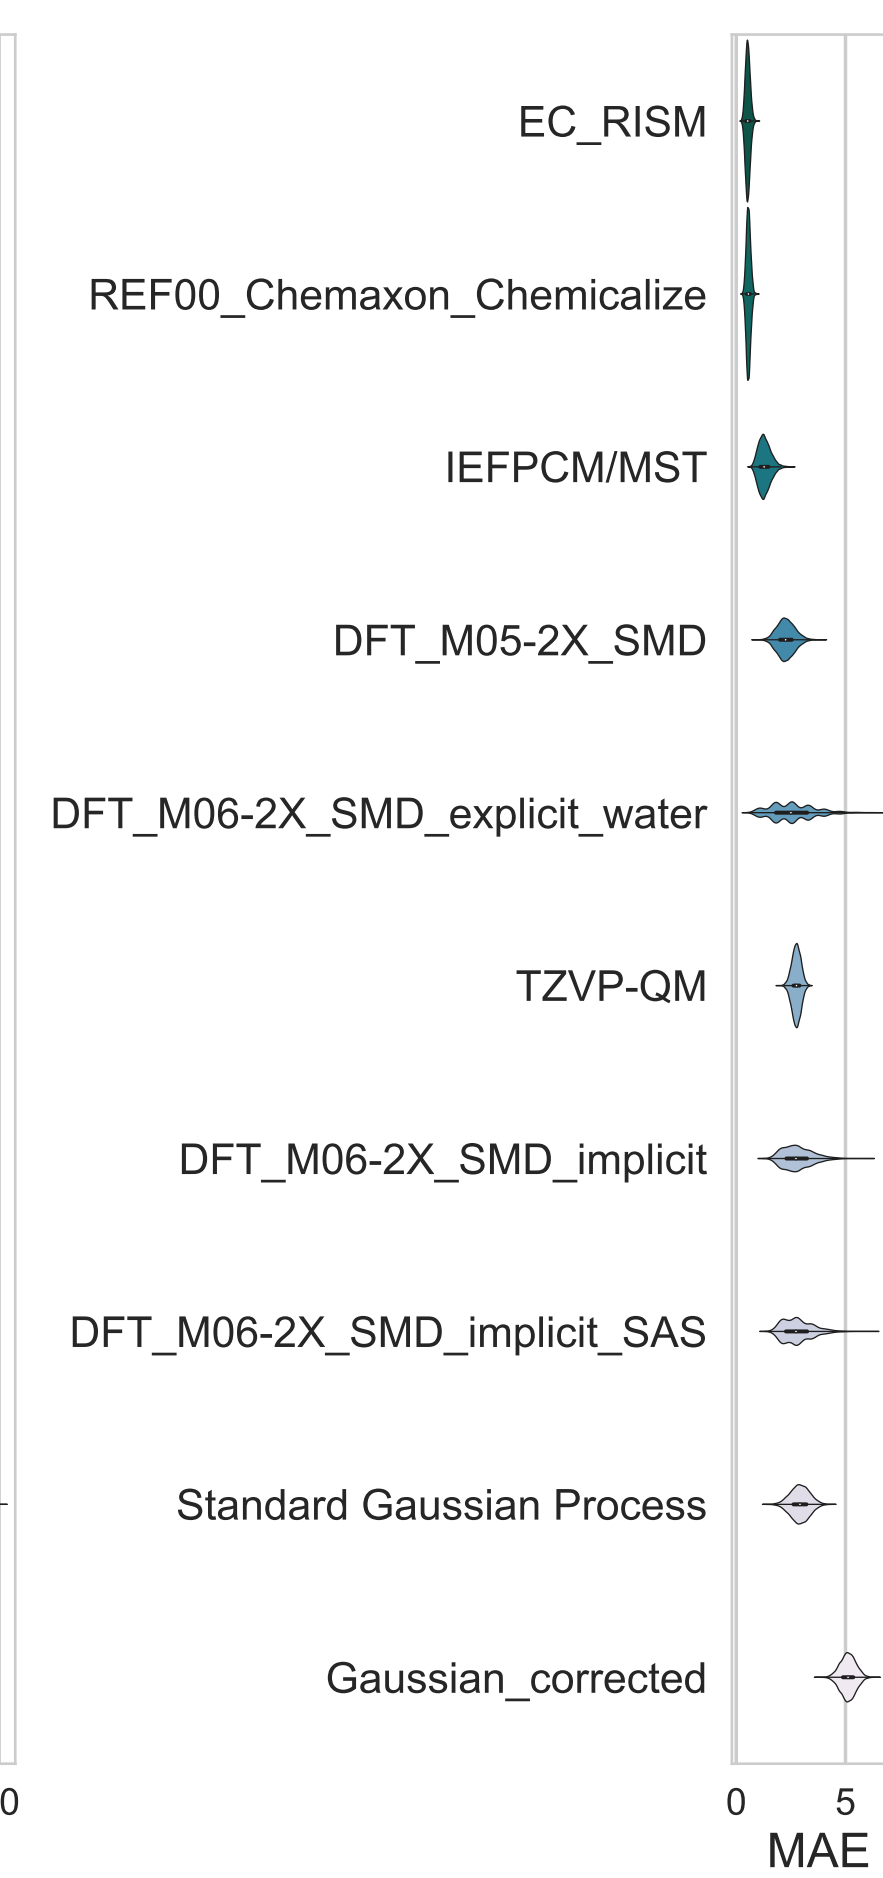 EC_RISM
REF00_Chemaxon_Chemicalize
IEFPCM/MST
DFT_M05-2X_SMD
DFT_M06-2X_SMD_explicit_water
TZVP-QM
DFT_M06-2X_SMD_implicit
DFT_M06-2X_SMD_implicit_SAS
Standard Gaussian Process
Gaussian_corrected
0 0 5
MAE